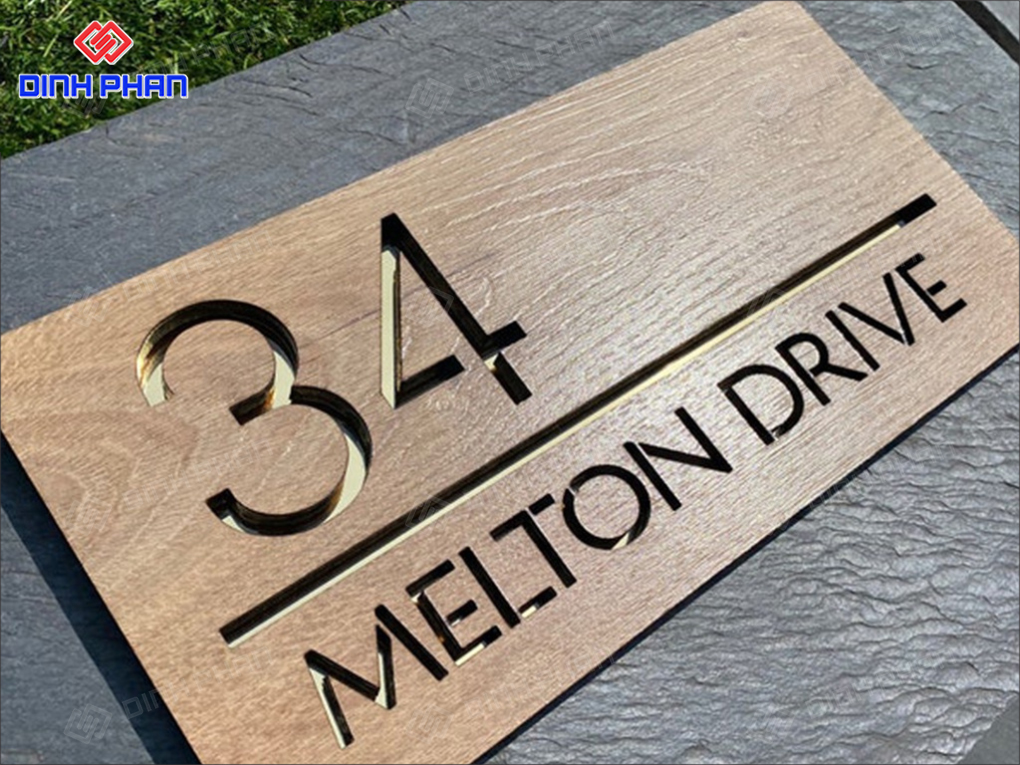 DINH PHAN
34
MELTON DRIVE